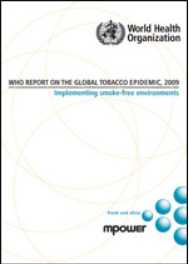 World Health
Organization
WHO REPORT ON THE GLOBAL TOBACCO EPIDEMIC, 2009
Implementing smoke-free environments
fresh and alive
mpower